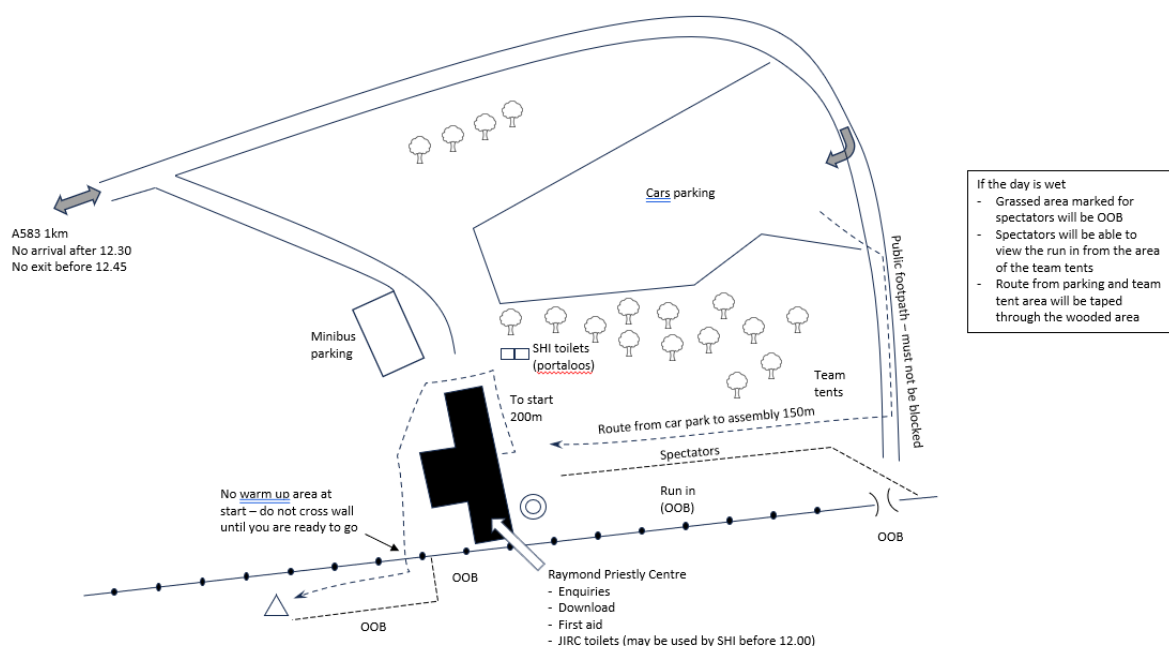 Cars parking
A583 1km
No arrival after 12.30
No exit before 12.45
If the day is wet
- Grassed area marked for
spectators will be OOB
- Spectators will be able to
view the run in from the area
of the team tents
- Route from parking and team
tent area will be taped
through the wooded area
Public footpath – must not be blocked
Minibus
parking
SHI toilets
(portaloos)
Team
tents
To start
200m
Route from car park to assembly 150m
Spectators
No warm up area at
start – do not cross wall
until you are ready to go
Run in
(OOB)
OOB
OOB
OOB
Raymond Priestly Centre
- Enquiries
- Download
- First aid
- JIRC toilets (may be used by SHI before 12.00)